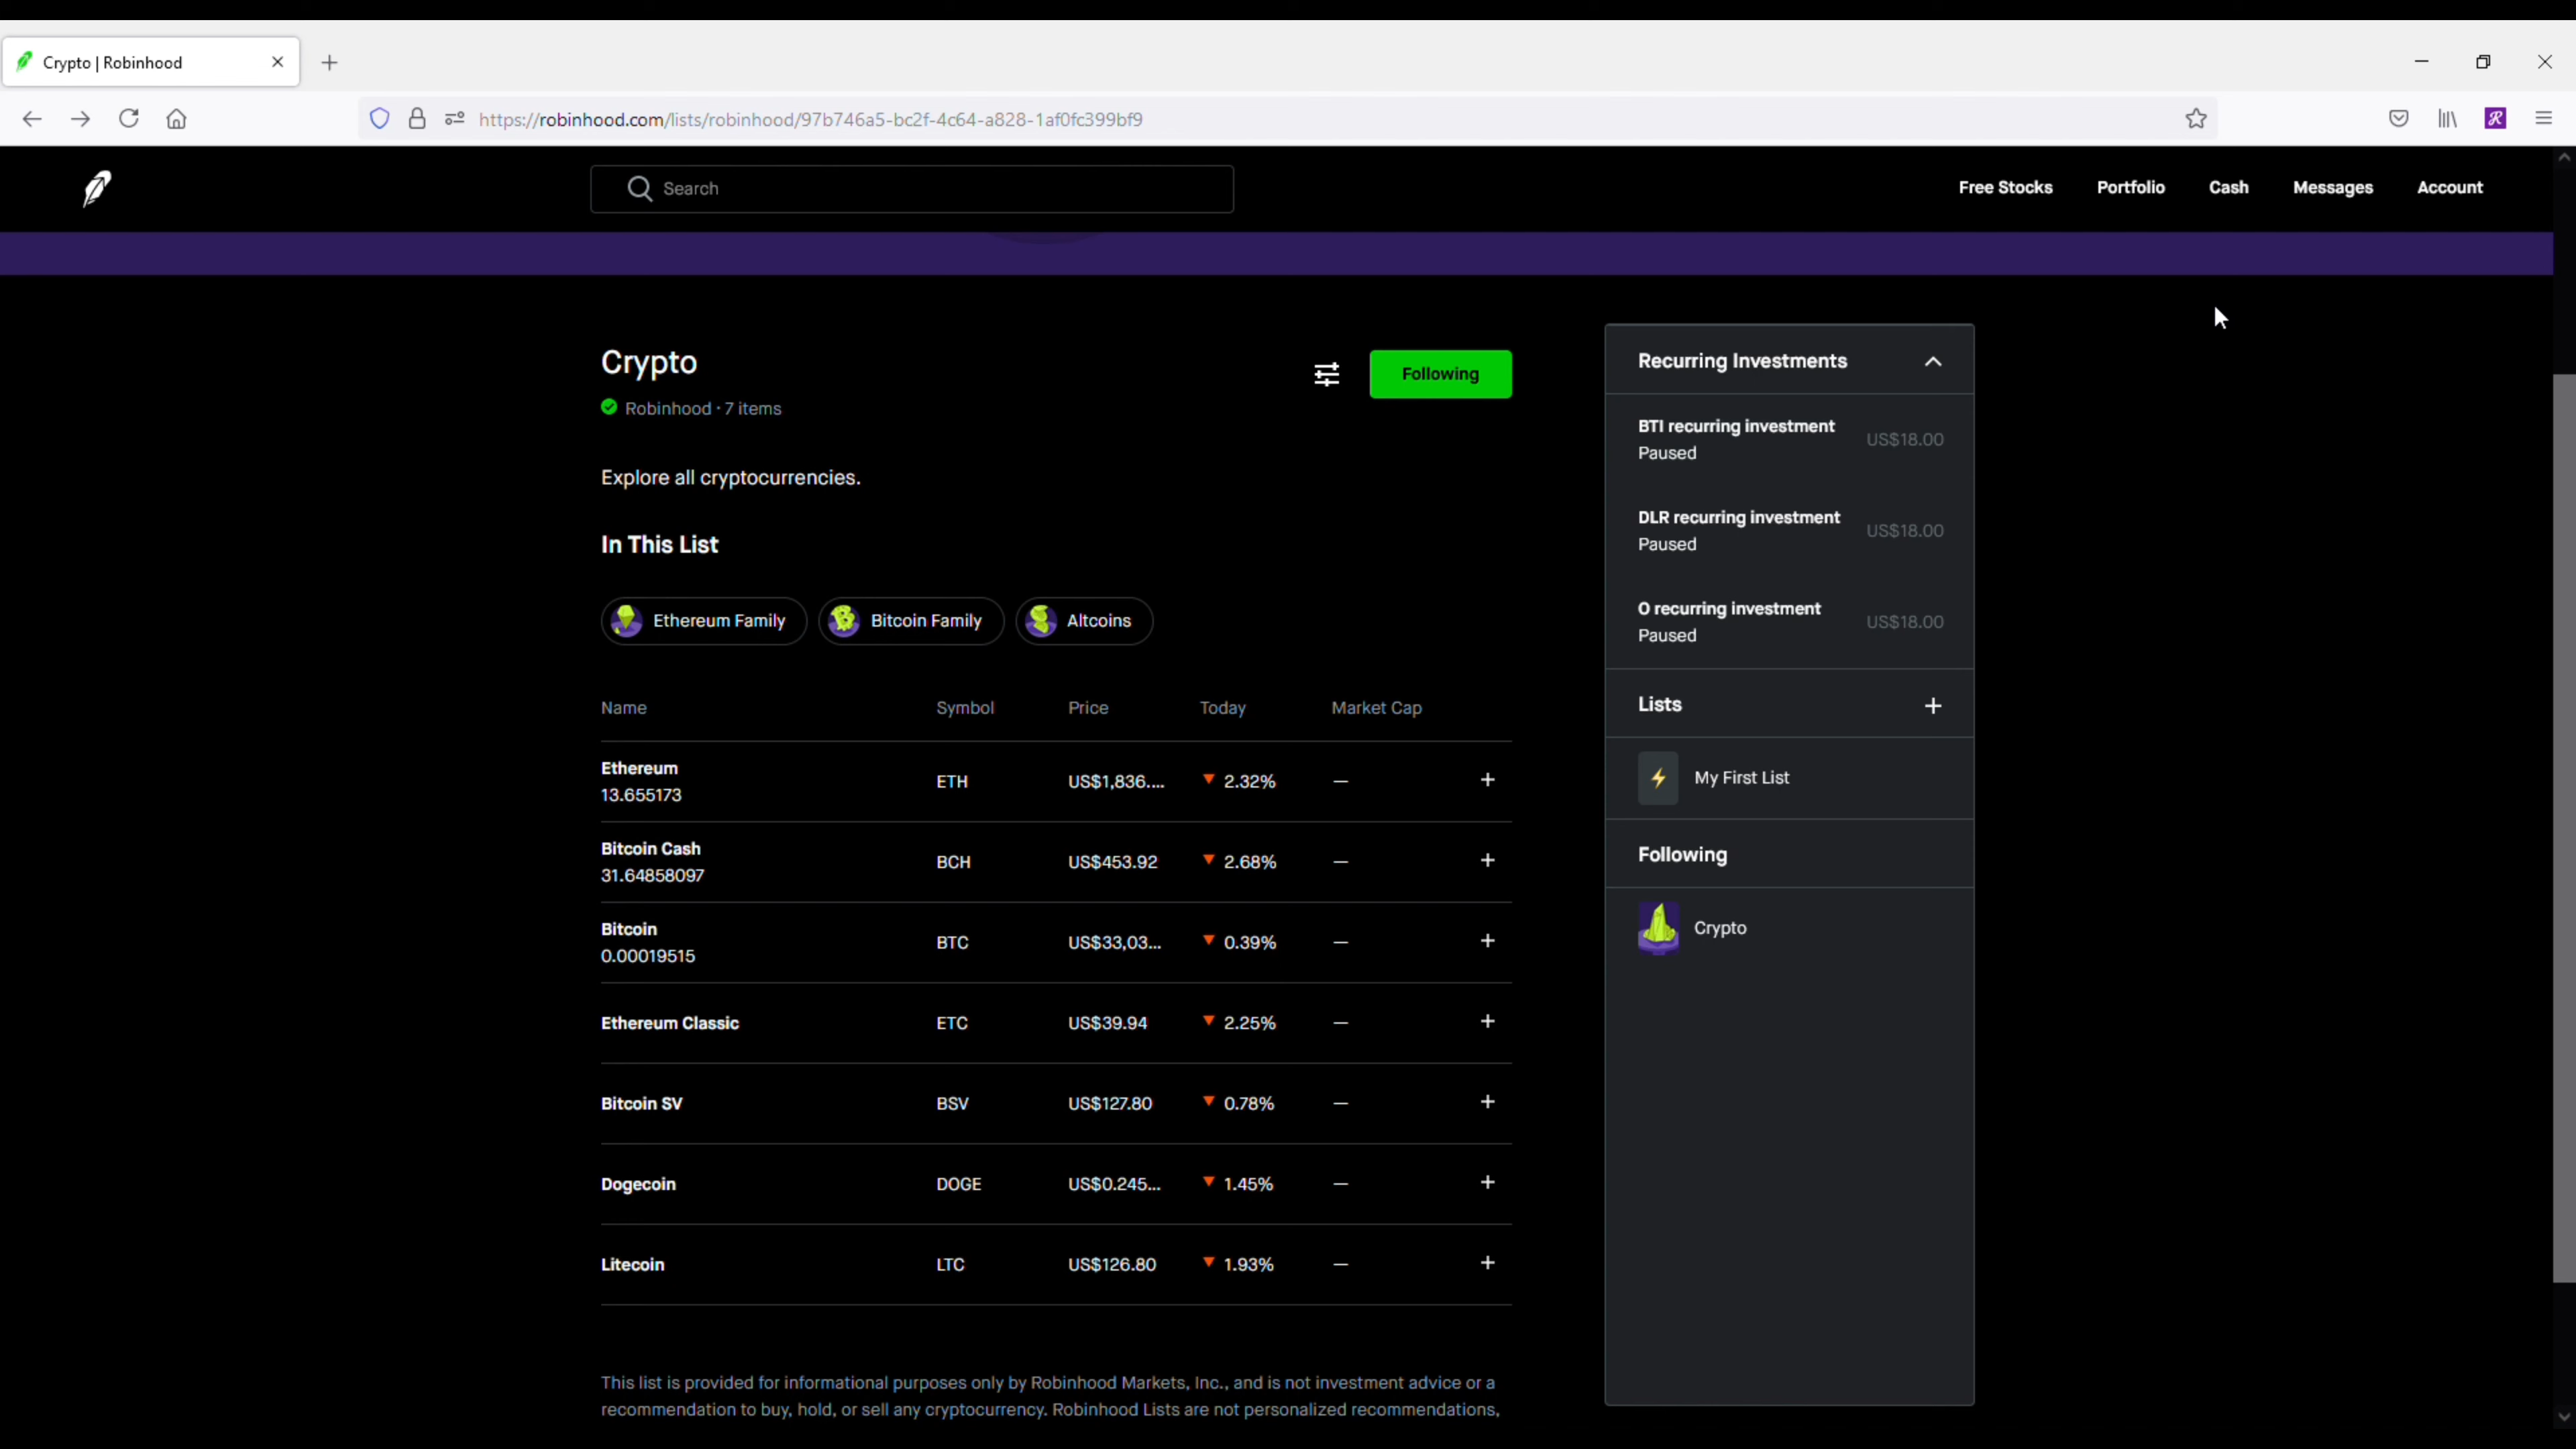 Crypto | Robinhood
https://robinhood.com/lists/robinhood/97b746a5-bc2f-4c64-a828-1af0fc399bf9
Search
Free Stocks Portfolio Cash Messages Account
Crypto
Following
Robinhood · 7 items
Explore all cryptocurrencies.
In This List
Ethereum Family Bitcoin Family Altcoins
Name Symbol Price Today Market Cap
Ethereum
13.655173
ETH US$1,836.... 2.32% —
Bitcoin Cash
31.64858097
BCH US$453.92 2.68% —
Bitcoin
0.00019515
BTC US$33,03... 0.39% —
Ethereum Classic ETC US$39.94 2.25% —
Bitcoin SV BSV US$127.80 0.78% —
Dogecoin DOGE US$0.245... 1.45% —
Litecoin LTC US$126.80 1.93% —
This list is provided for informational purposes only by Robinhood Markets, Inc., and is not investment advice or a
recommendation to buy, hold, or sell any cryptocurrency. Robinhood Lists are not personalized recommendations,
Recurring Investments
BTI recurring investment
Paused
US$18.00
DLR recurring investment
Paused
US$18.00
O recurring investment
Paused
US$18.00
Lists
My First List
Following
Crypto